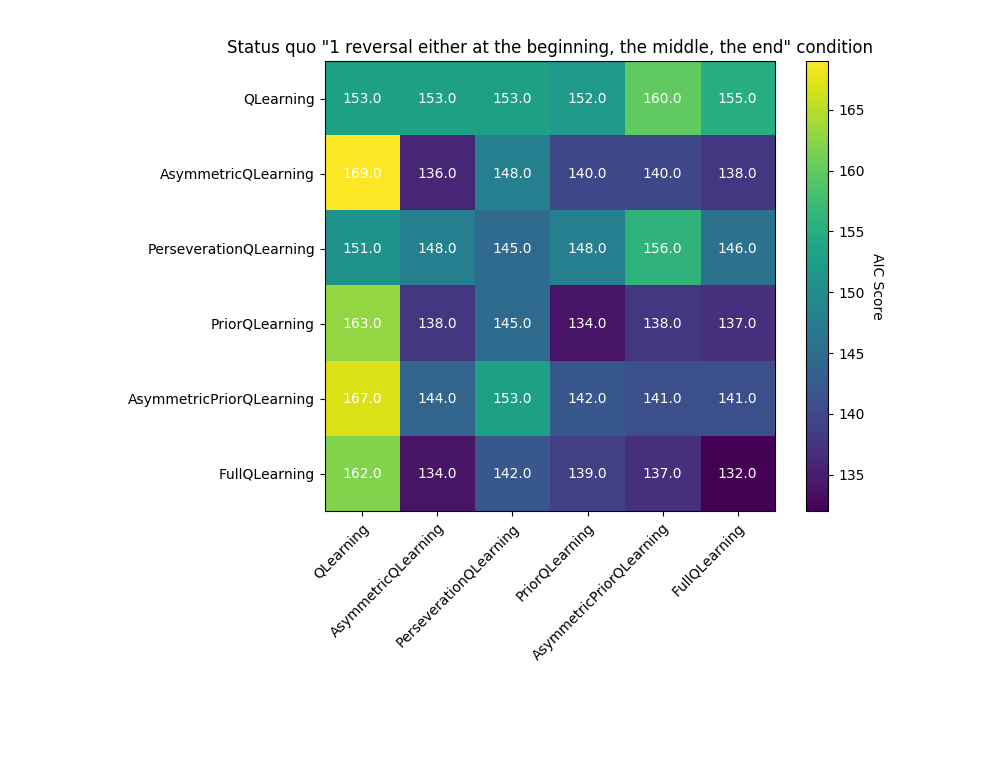 Status quo "1 reversal either at the beginning, the middle, the end" condition
QLearning 153.0 153.0 153.0 152.0 160.0 155.0
AsymmetricQLearning 169.0 136.0 148.0 140.0 140.0 138.0
PerseverationQLearning 151.0 148.0 145.0 148.0 156.0 146.0
PriorQLearning 163.0 138.0 145.0 134.0 138.0 137.0
AsymmetricPriorQLearning 167.0 144.0 153.0 142.0 141.0 141.0
FullQLearning 162.0 134.0 142.0 139.0 137.0 132.0
QLearning
AsymmetricQLearning
PerseverationQLearning
PriorQLearning
AsymmetricPriorQLearning
FullQLearning
165
160
155
150
145
140
135
AIC Score